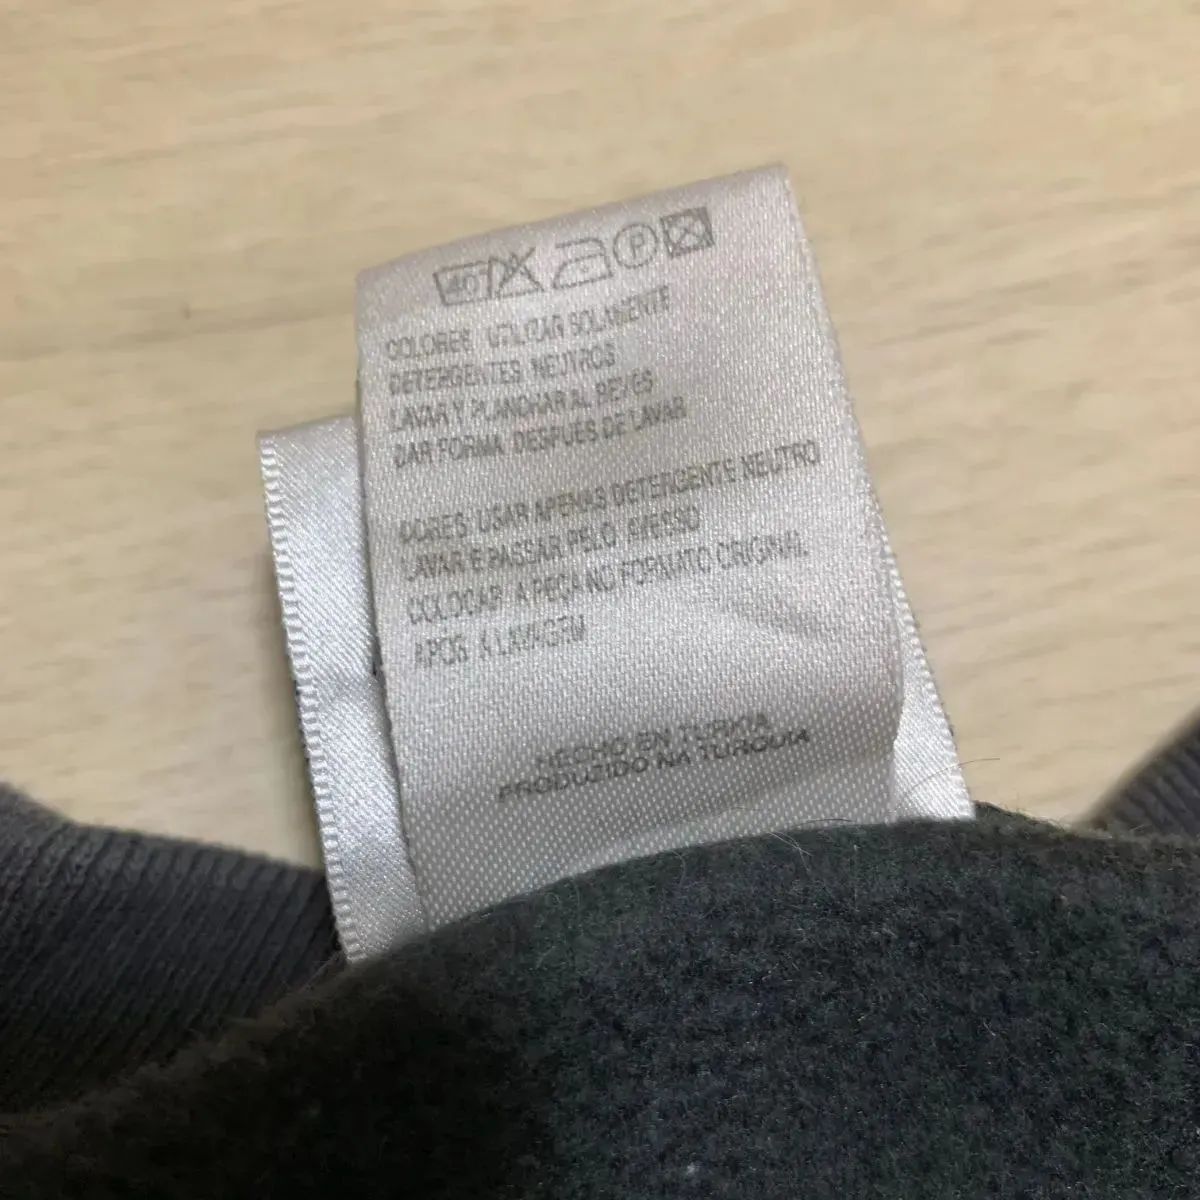 40°
P
COLORES UTILIZAR SOLAMENTE
DETERGENTES NEUTROS
LAVAR Y PLANCHAR AL REVES
DAR FORMA DESPUES DE LAVAR
CORES USAR APENAS DETERGENTE NEUTRO
LAVAR E PASSAR PELO AVESSO
COLOCAR A PECA NO FORMATO ORIGINAL
APOS A LAVAGEM
HECHO EN TURKIA
PRODUZIDO NA TURQUIA